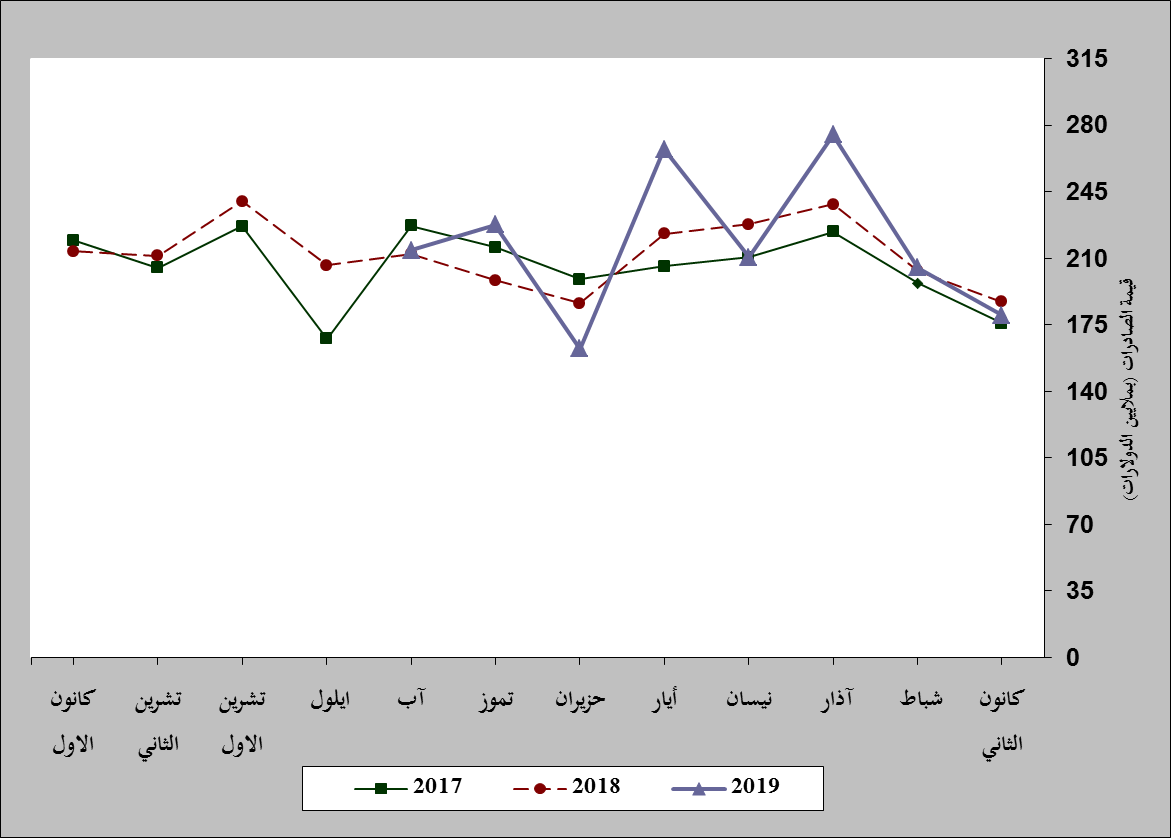 315
280
245
210
175
140
105
70
35
0
قيمة الصادرات (بملايين الدولارات)
كانون الثاني
شباط
آذار
نيسان
أيار
حزيران
تموز
آب
ايلول
تشرين الاول
تشرين الثاني
كانون الاول
2017
2018
2019